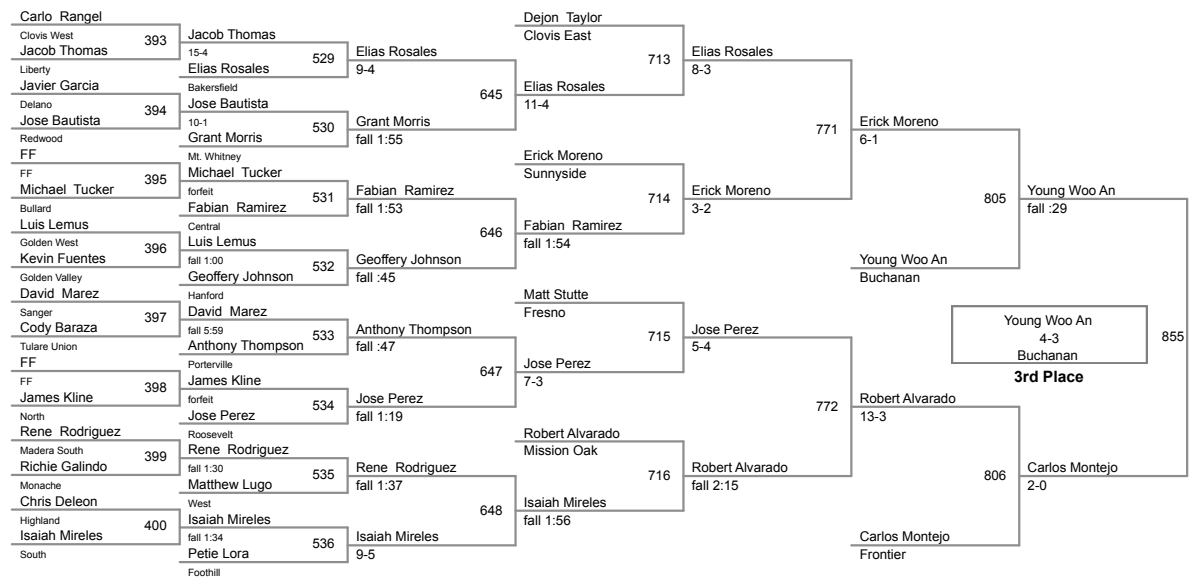 Carlo Rangel
Clovis West
393
Jacob Thomas
Liberty
Javier Garcia
Delano
394
Jose Bautista
Redwood
FF
FF
395
Michael Tucker
Bullard
Luis Lemus
Golden West
396
Kevin Fuentes
Golden Valley
David Marez
Sanger
397
Cody Baraza
Tulare Union
FF
FF
398
James Kline
North
Rene Rodriguez
Madera South
399
Richie Galindo
Monache
Chris Deleon
Highland
400
Isaiah Mireles
South
Jacob Thomas
15-4
529
Elias Rosales
Bakersfield
Jose Bautista
10-1
530
Grant Morris
Mt. Whitney
Michael Tucker
forfeit
531
Fabian Ramirez
Central
Luis Lemus
fall 1:00
532
Geoffery Johnson
Hanford
David Marez
fall 5:59
533
Anthony Thompson
Porterville
James Kline
forfeit
534
Jose Perez
Roosevelt
Rene Rodriguez
fall 1:30
535
Matthew Lugo
West
Isaiah Mireles
fall 1:34
536
Petie Lora
Foothill
Elias Rosales
9-4
645
Grant Morris
fall 1:55
Fabian Ramirez
fall 1:53
646
Geoffery Johnson
fall :45
Anthony Thompson
fall :47
647
Jose Perez
fall 1:19
Rene Rodriguez
fall 1:37
648
Isaiah Mireles
9-5
Dejon Taylor
Clovis East
713
Elias Rosales
11-4
Erick Moreno
Sunnyside
714
Fabian Ramirez
fall 1:54
Matt Stutte
Fresno
715
Jose Perez
7-3
Robert Alvarado
Mission Oak
716
Isaiah Mireles
fall 1:56
Elias Rosales
8-3
771
Erick Moreno
3-2
Jose Perez
5-4
772
Robert Alvarado
fall 2:15
Erick Moreno
6-1
805
Young Woo An
Buchanan
Robert Alvarado
13-3
806
Carlos Montejo
Frontier
Young Woo An
fall :29
855
Carlos Montejo
2-0
Young Woo An
4-3
Buchanan
3rd Place